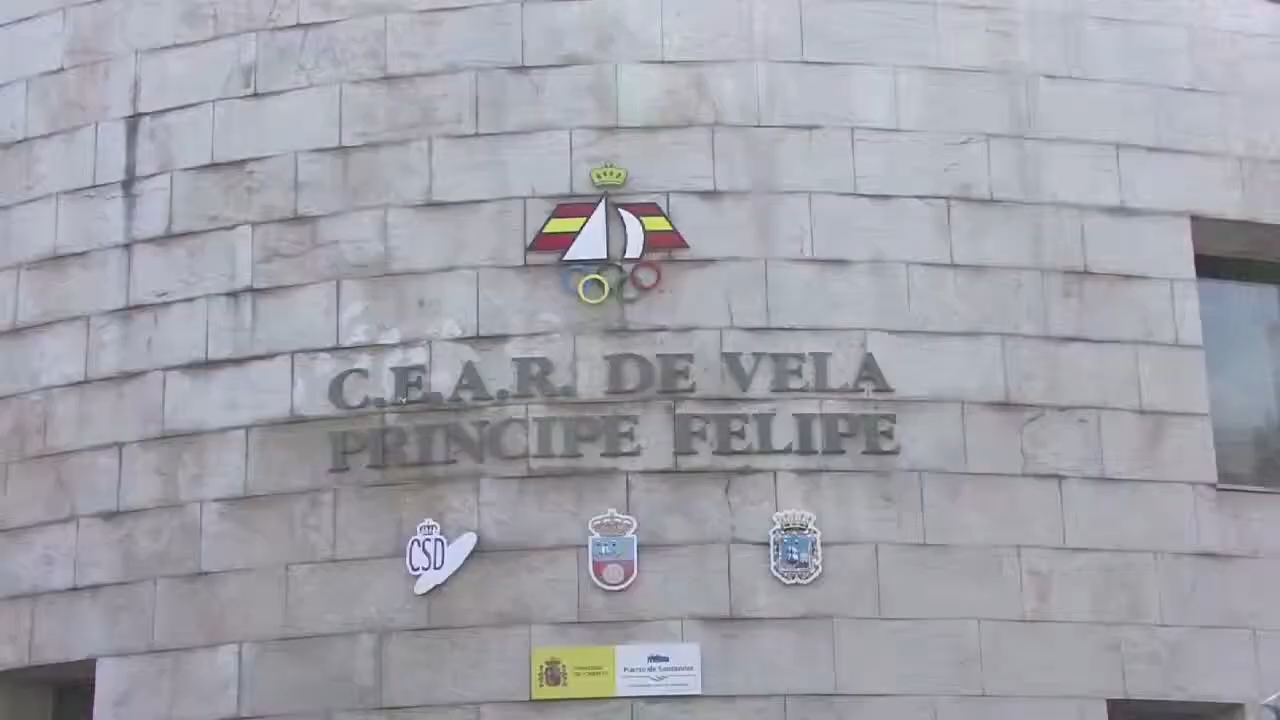 C.E.A.R. DE VELA
PRINCIPE FELIPE
CSD
Puerto de Santander